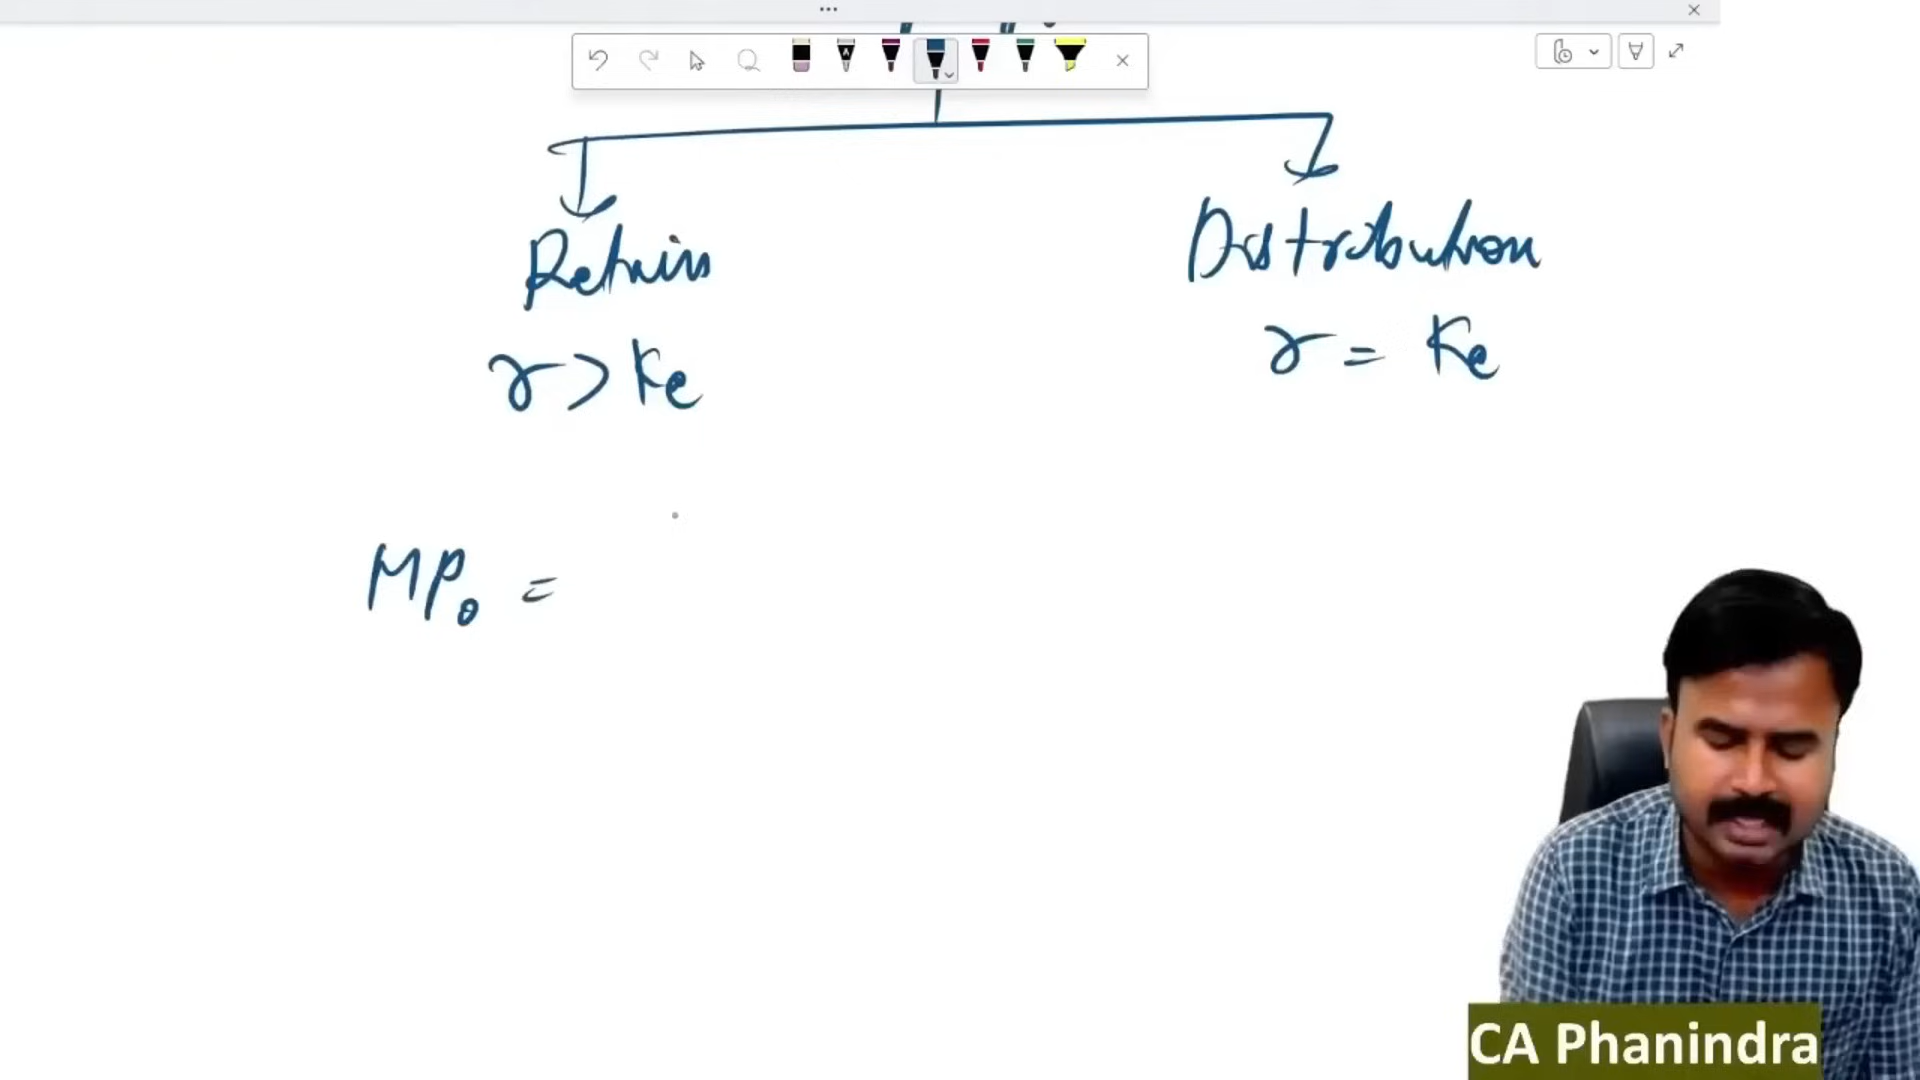 Retain
Distribution
r > Ke
r = Ke
MP₀ =
CA Phanindra